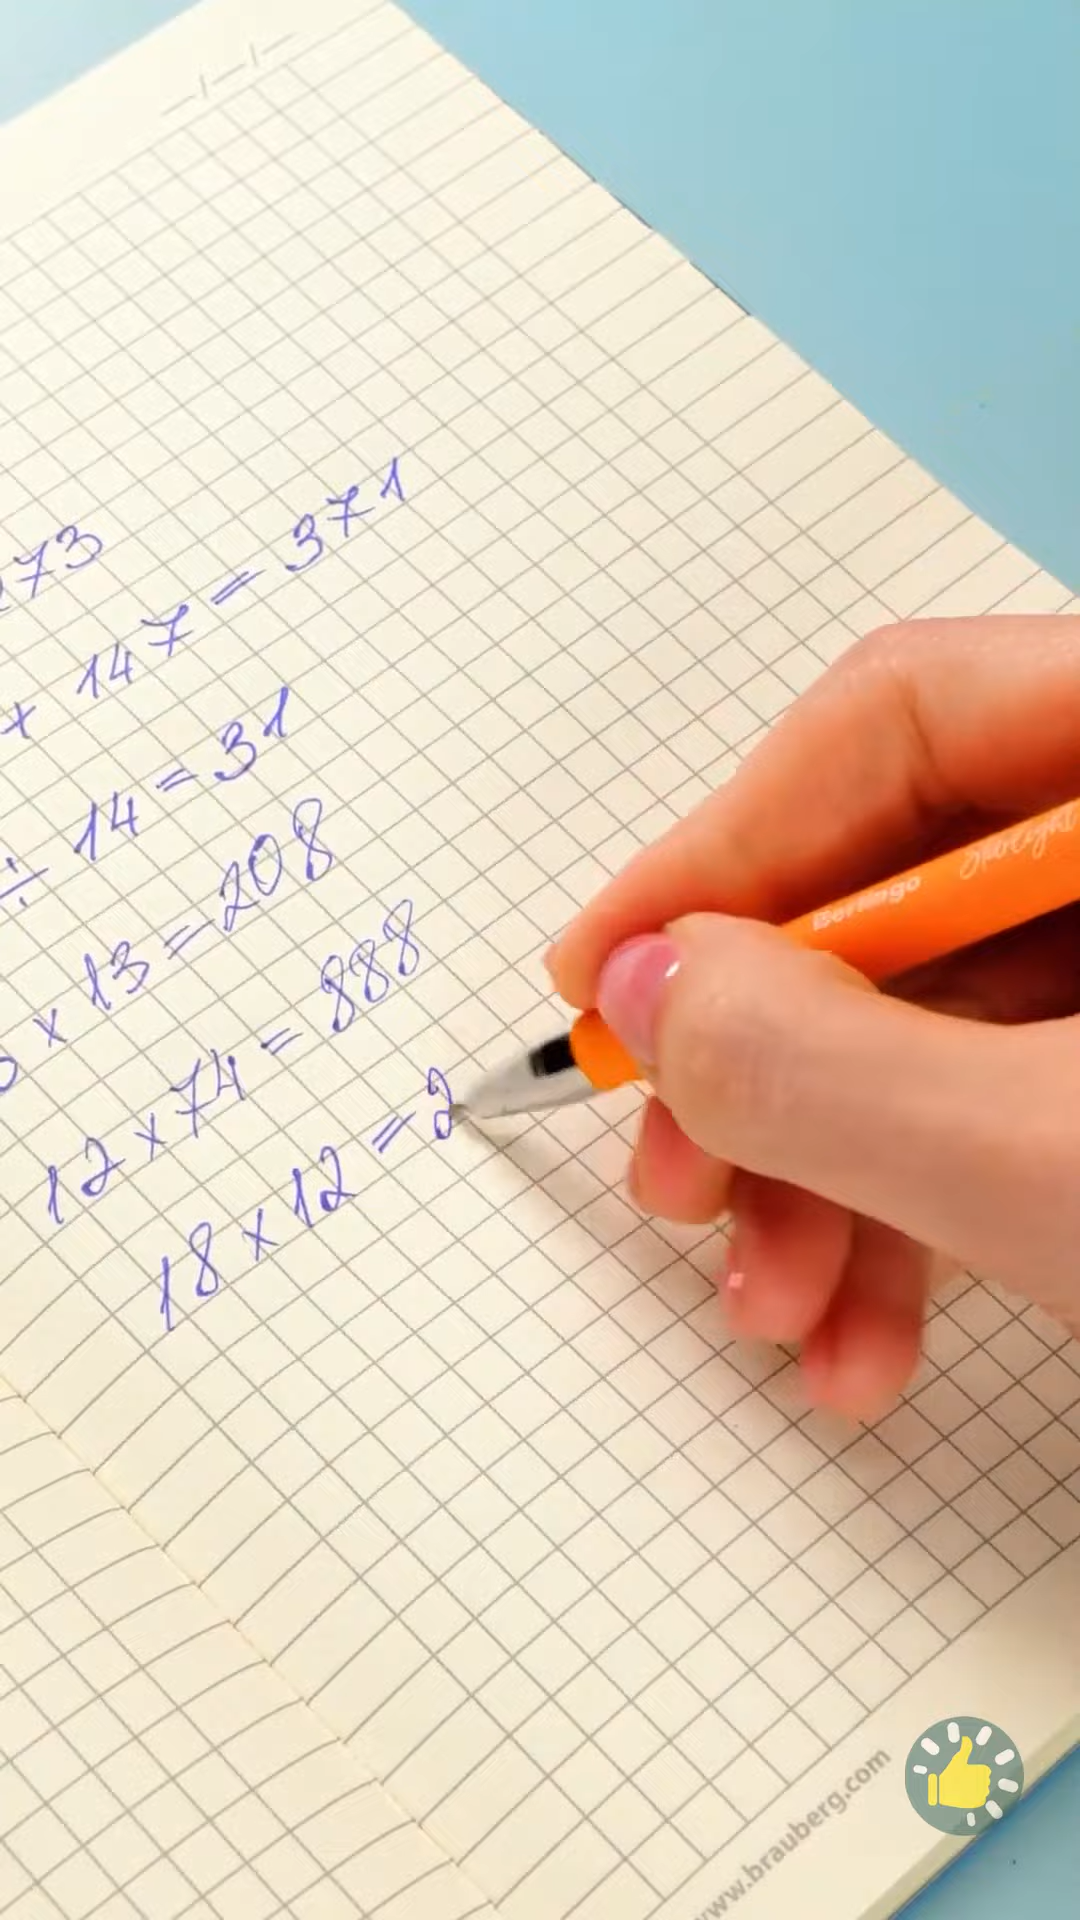 273
+ 147 = 371
÷ 14 = 31
× 13 = 208
12 × 74 = 888
18 × 12 = 2
Berlingo
www.brauberg.com